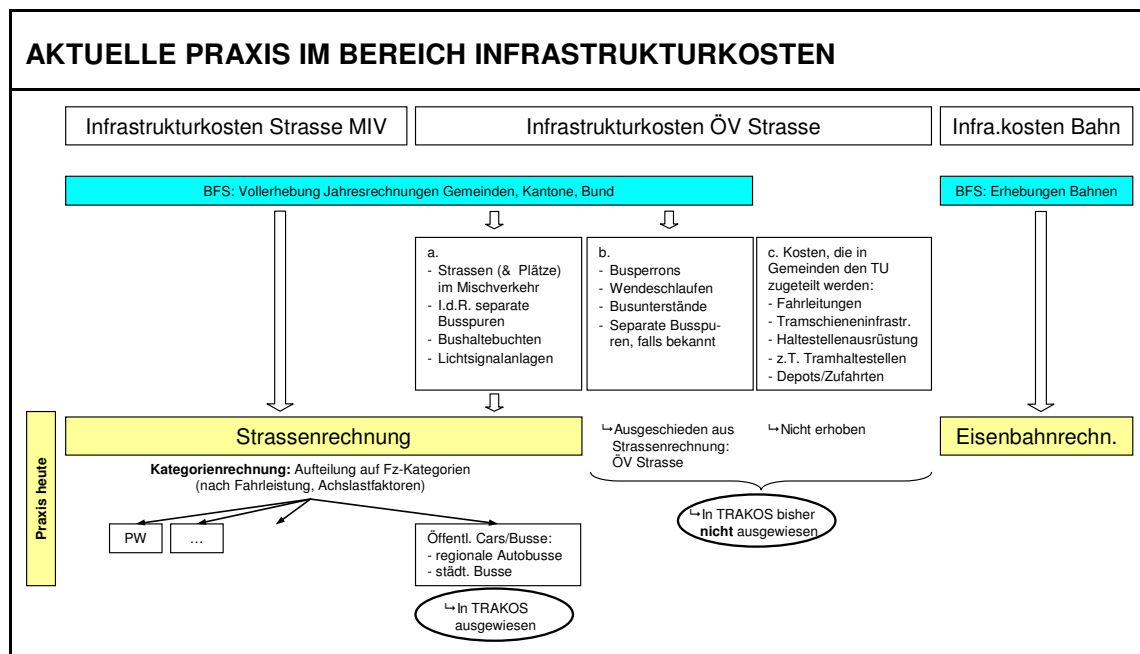 AKTUELLE PRAXIS IM BEREICH INFRASTRUKTURKOSTEN
Infrastrukturkosten Strasse MIV
Infrastrukturkosten ÖV Strasse
Infra.kosten Bahn
BFS: Vollerhebung Jahresrechnungen Gemeinden, Kantone, Bund
BFS: Erhebungen Bahnen
a.
- Strassen (& Plätze)
im Mischverkehr
- I.d.R. separate
Busspuren
- Bushaltebuchten
- Lichtsignalanlagen
b.
- Busperrons
- Wendeschlaufen
- Busunterstände
- Separate Busspu-
ren, falls bekannt
c. Kosten, die in
Gemeinden den TU
zugeteilt werden:
- Fahrleitungen
- Tramschieneninfrastr.
- Haltestellenausrüstung
- z.T. Tramhaltestellen
- Depots/Zufahrten
Praxis heute
Strassenrechnung
↳Ausgeschieden aus
Strassenrechnung:
ÖV Strasse
↳Nicht erhoben
Eisenbahnrechn.
Kategorienrechnung: Aufteilung auf Fz-Kategorien
(nach Fahrleistung, Achslastfaktoren)
↳In TRAKOS bisher
nicht ausgewiesen
PW
...
Öffentl. Cars/Busse:
- regionale Autobusse
- städt. Busse
↳In TRAKOS
ausgewiesen